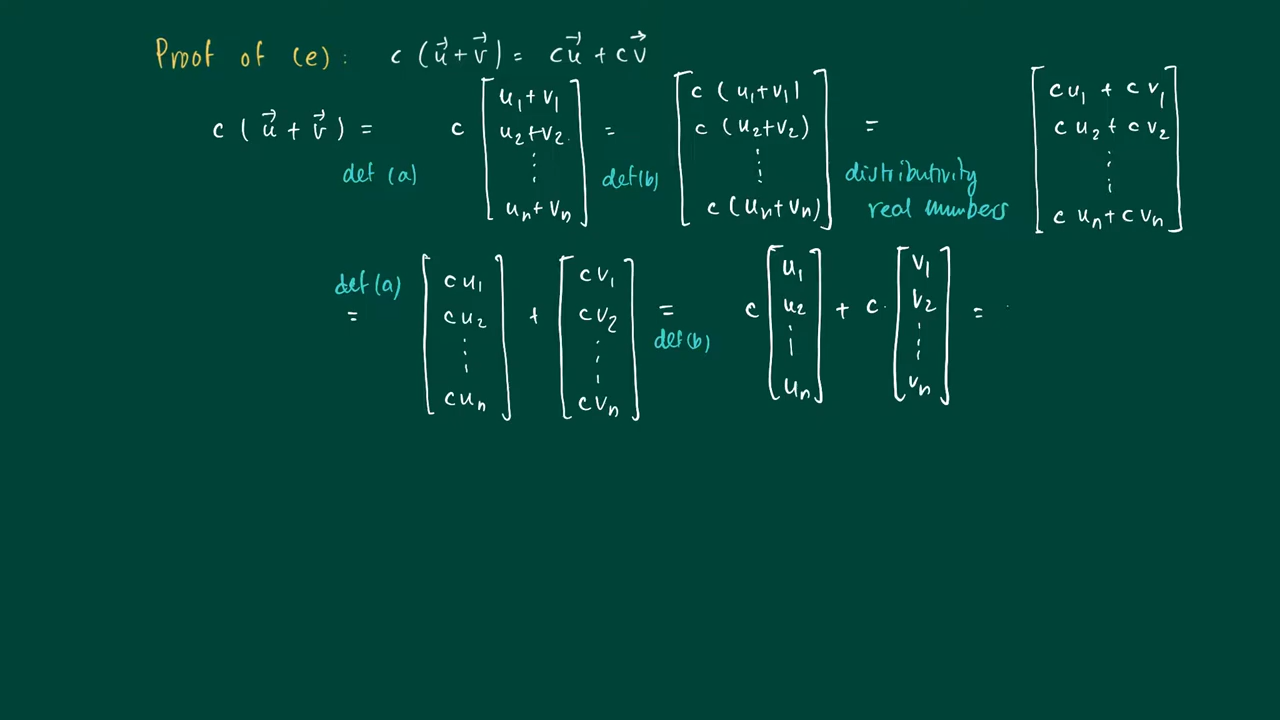 Proof of (e): c (u⃗ + v⃗) = cu⃗ + cv⃗
c ( u⃗ + v⃗ ) = c [ u₁+v₁ u₂+v₂ ⋮ uₙ+vₙ ] = [ c (u₁+v₁) c (u₂+v₂) ⋮ c (uₙ+vₙ) ] = [ cu₁ + cv₁ cu₂ + cv₂ ⋮ cuₙ + cvₙ ]
def (a) def(b) distributivity
real numbers
def(a)
= [ cu₁ cu₂ ⋮ cuₙ ] + [ cv₁ cv₂ ⋮ cvₙ ] = c [ u₁ u₂ ⋮ uₙ ] + c· [ v₁ v₂ ⋮ vₙ ] =
def(b)